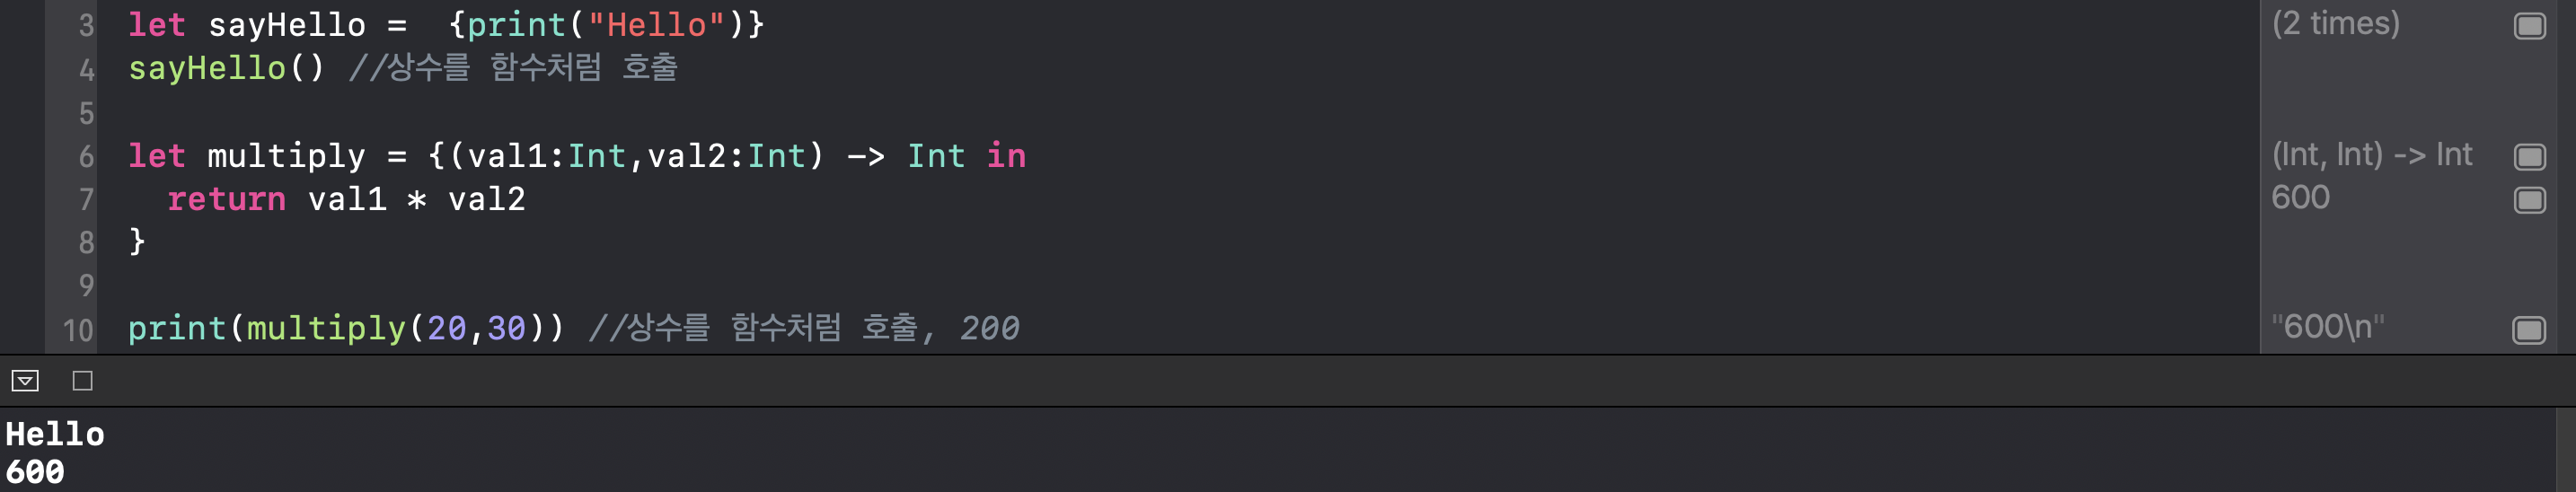 3 let sayHello =  {print("Hello")} (2 times)
4 sayHello() //상수를 함수처럼 호출
5
6 let multiply = {(val1:Int,val2:Int) -> Int in (Int, Int) -> Int
7   return val1 * val2 600
8 }
9
10 print(multiply(20,30)) //상수를 함수처럼 호출, 200 "600\n"
Hello
600